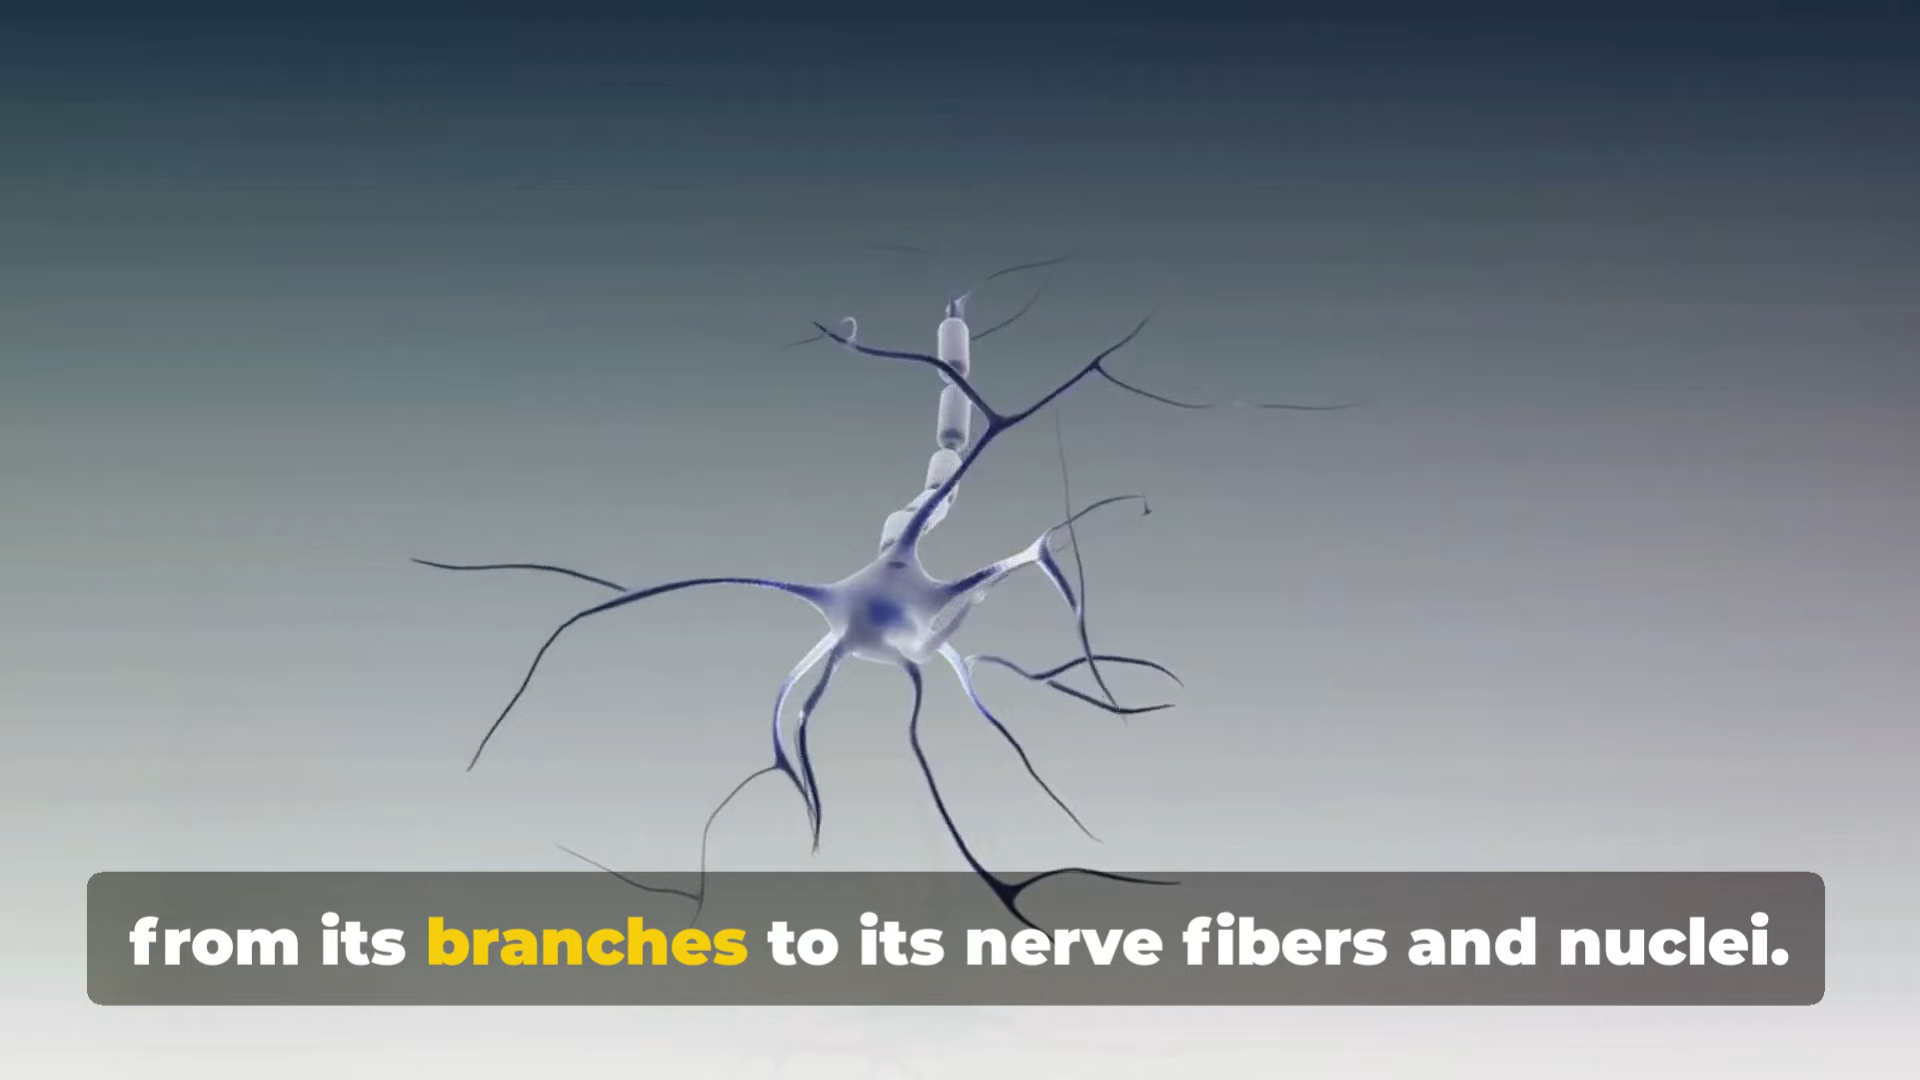 from its branches to its nerve fibers and nuclei.